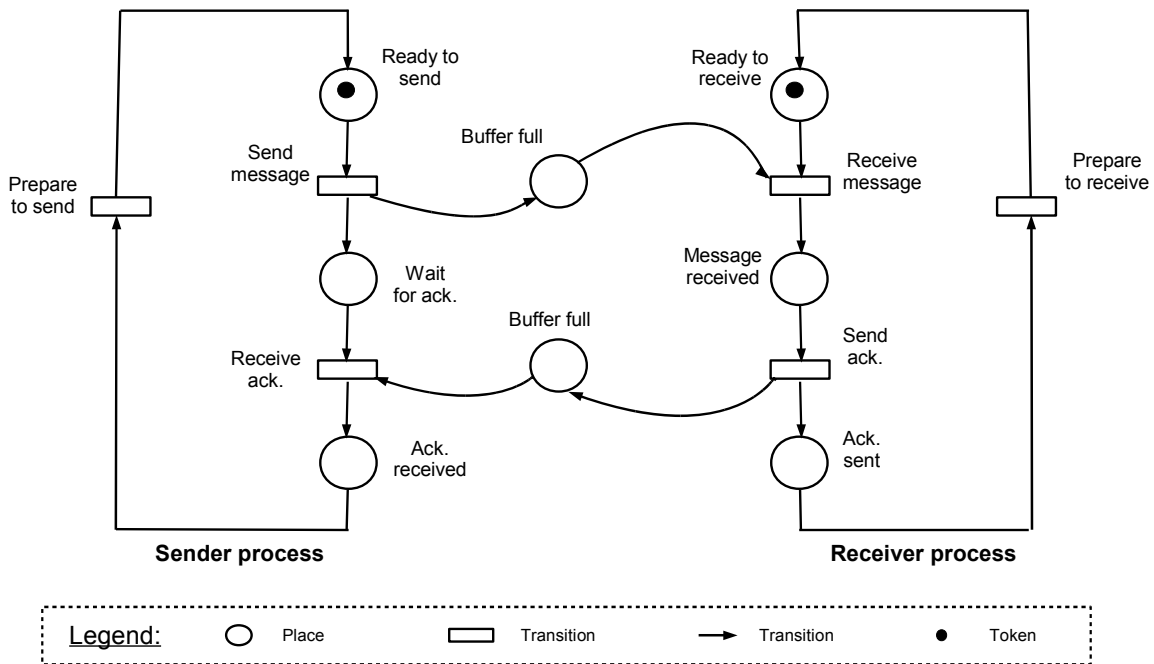 Ready to
send
Ready to
receive
Buffer full
Send
message
Receive
message
Prepare
to send
Prepare
to receive
Wait
for ack.
Message
received
Buffer full
Receive
ack.
Send
ack.
Ack.
received
Ack.
sent
Sender process
Receiver process
Legend: Place Transition Transition Token